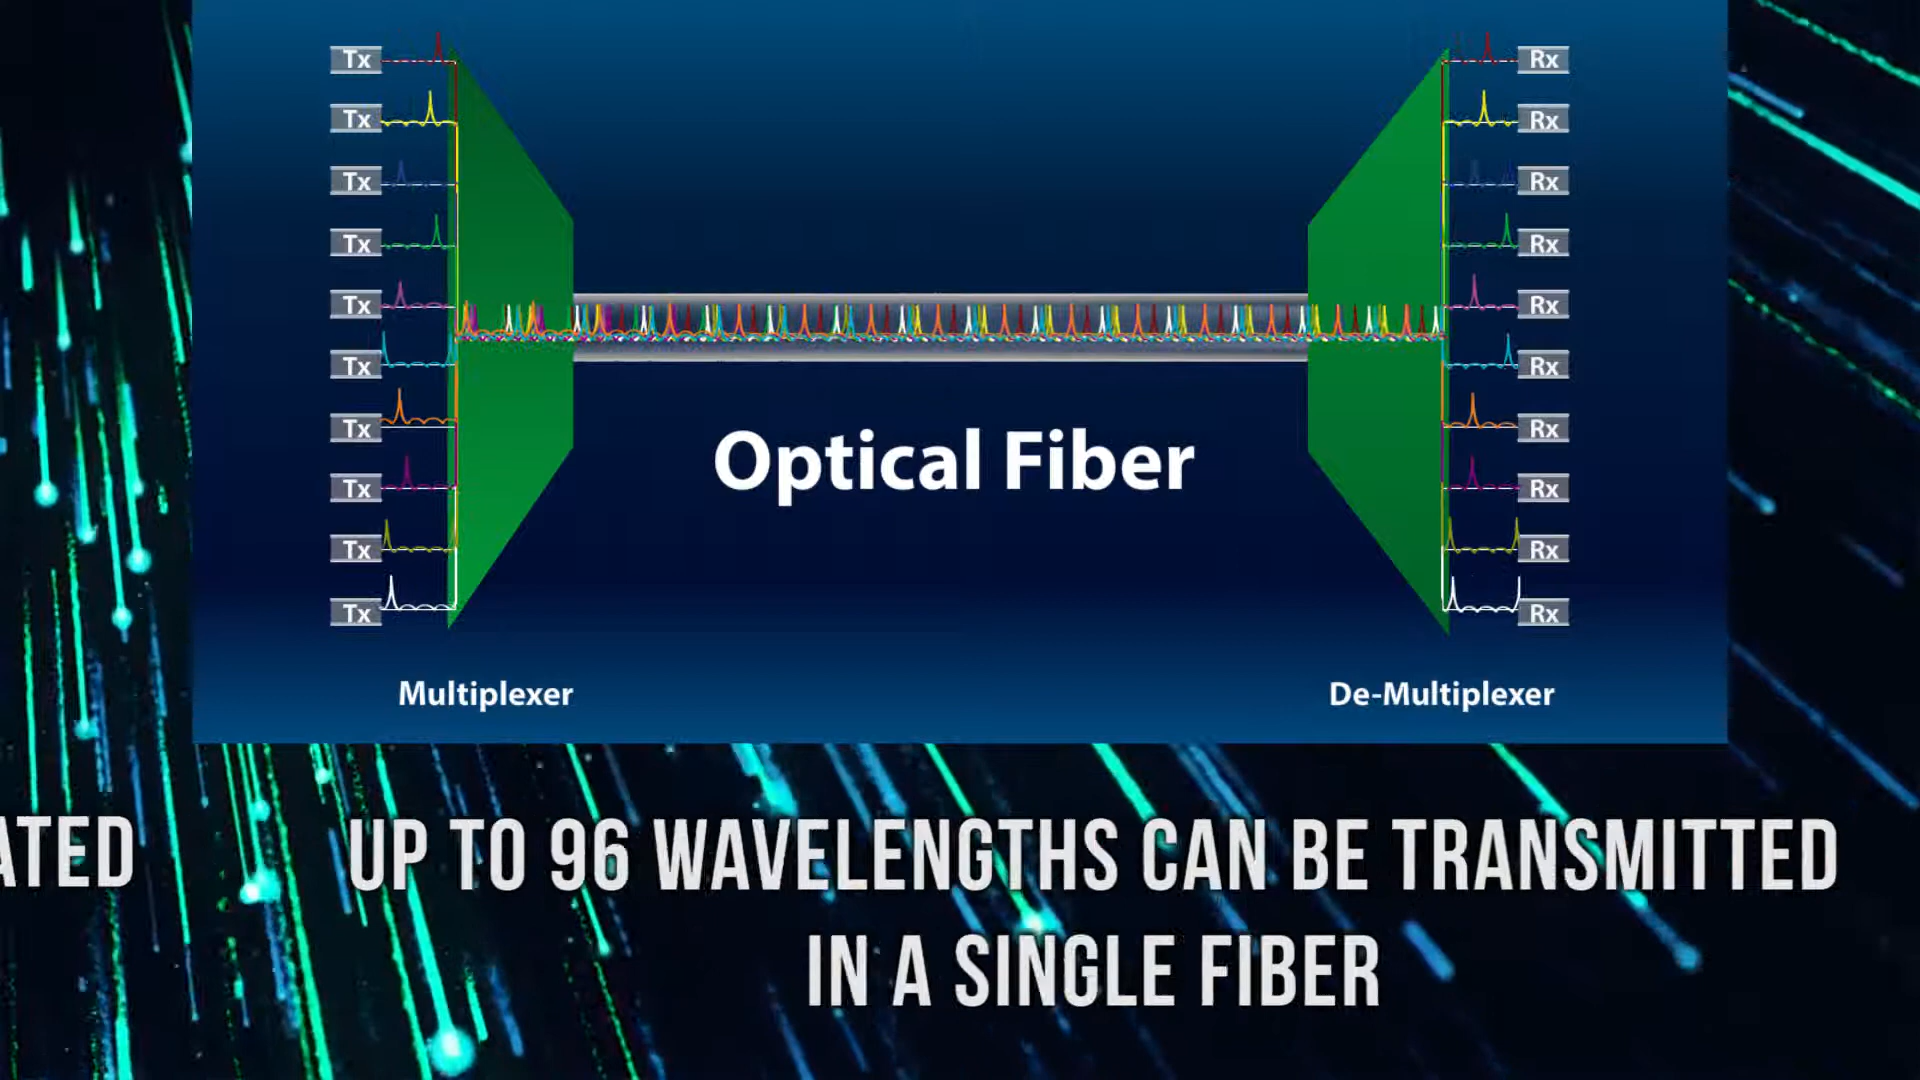 Tx
Rx
Tx
Rx
Tx
Rx
Tx
Rx
Tx
Rx
Tx
Rx
Tx
Rx
Tx
Rx
Tx
Rx
Tx
Rx
Optical Fiber
Multiplexer
De-Multiplexer
UP TO 96 WAVELENGTHS CAN BE TRANSMITTED
IN A SINGLE FIBER